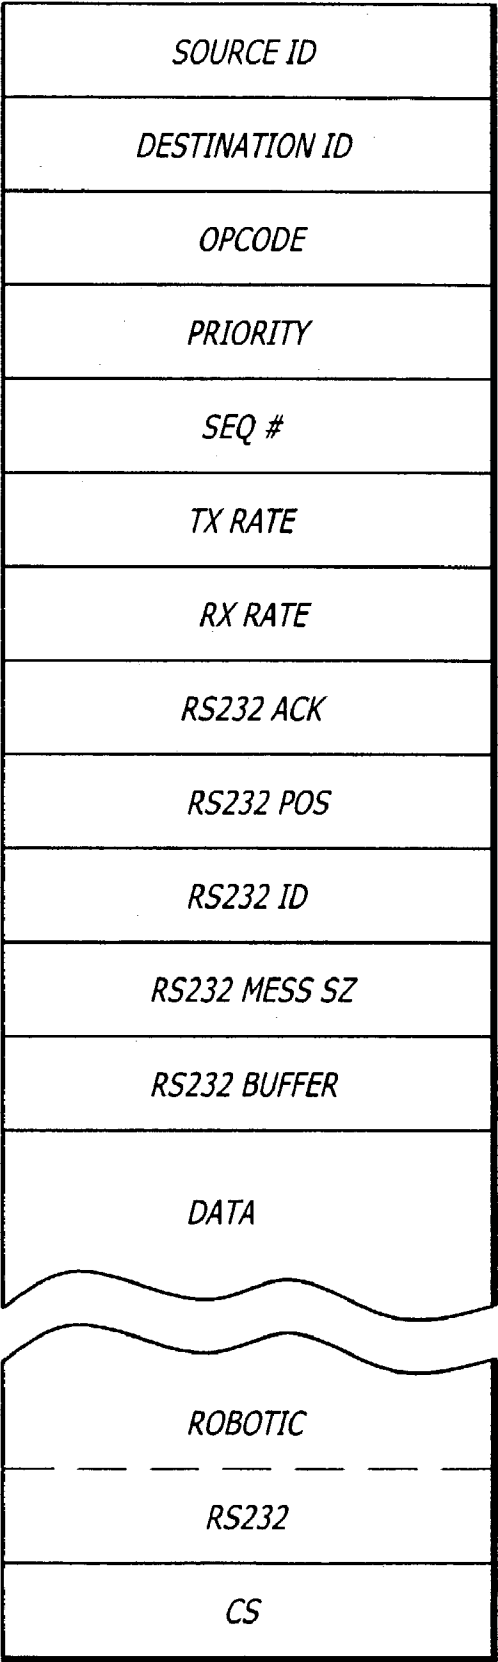 SOURCE ID
DESTINATION ID
OPCODE
PRIORITY
SEQ #
TX RATE
RX RATE
RS232 ACK
RS232 POS
RS232 ID
RS232 MESS SZ
RS232 BUFFER
DATA
ROBOTIC
RS232
CS